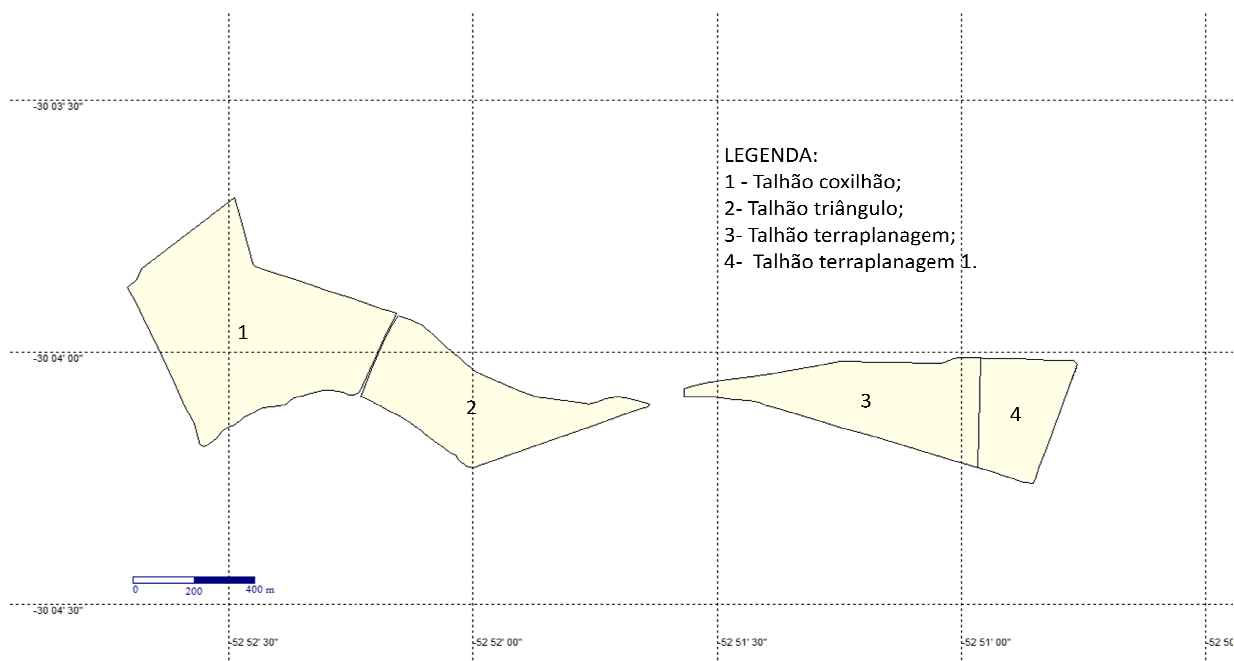 -30 03' 30"
LEGENDA:
1 - Talhão coxilhão;
2- Talhão triângulo;
3- Talhão terraplanagem;
4-  Talhão terraplanagem 1.
1
-30 04' 00"
2
3
4
0 200 400 m
-30 04' 30"
-52 52' 30" -52 52' 00" -52 51' 30" -52 51' 00" -52 50